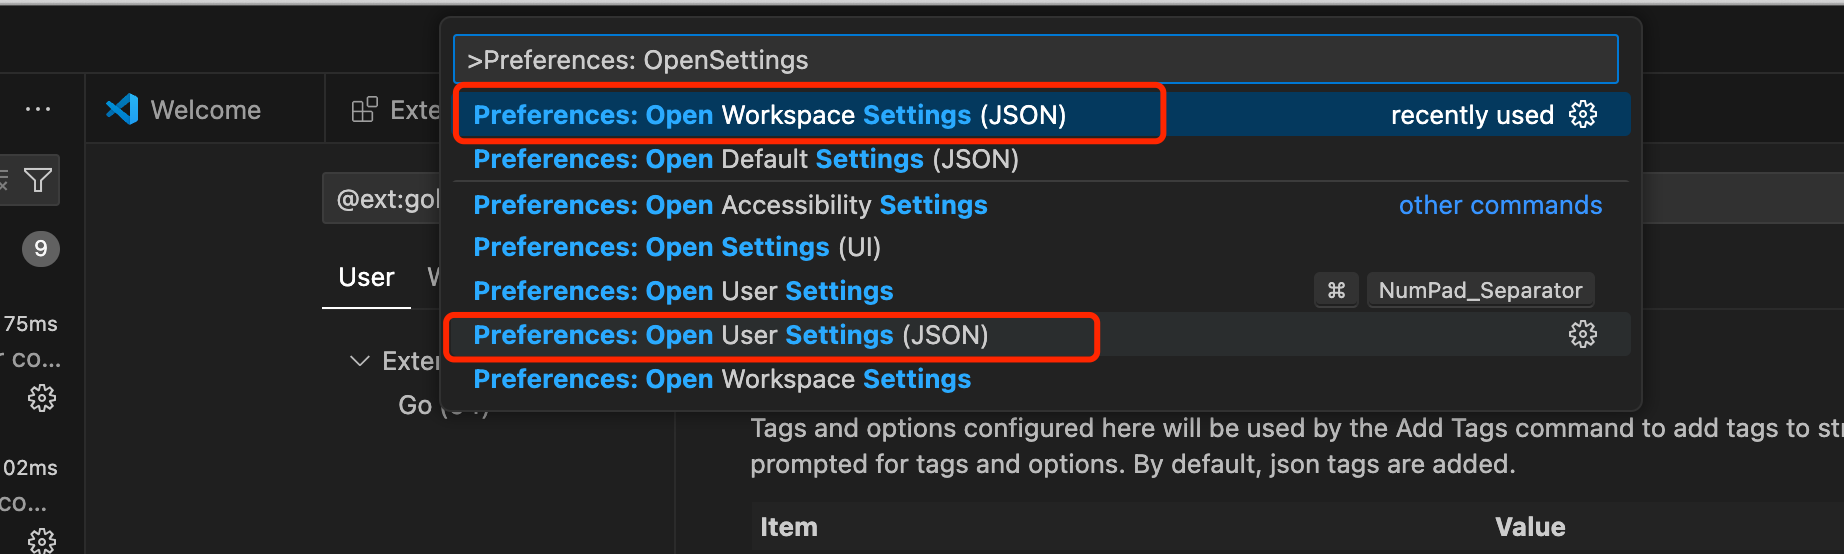 >Preferences: OpenSettings
Preferences: Open Workspace Settings (JSON) recently used
Preferences: Open Default Settings (JSON)
Preferences: Open Accessibility Settings other commands
Preferences: Open Settings (UI)
Preferences: Open User Settings ⌘ NumPad_Separator
Preferences: Open User Settings (JSON)
Preferences: Open Workspace Settings
... Welcome Exte
@ext:gol
9
User W
75ms
r co...
Exter
Go
Tags and options configured here will be used by the Add Tags command to add tags to str
prompted for tags and options. By default, json tags are added.
02ms
co...
Item Value